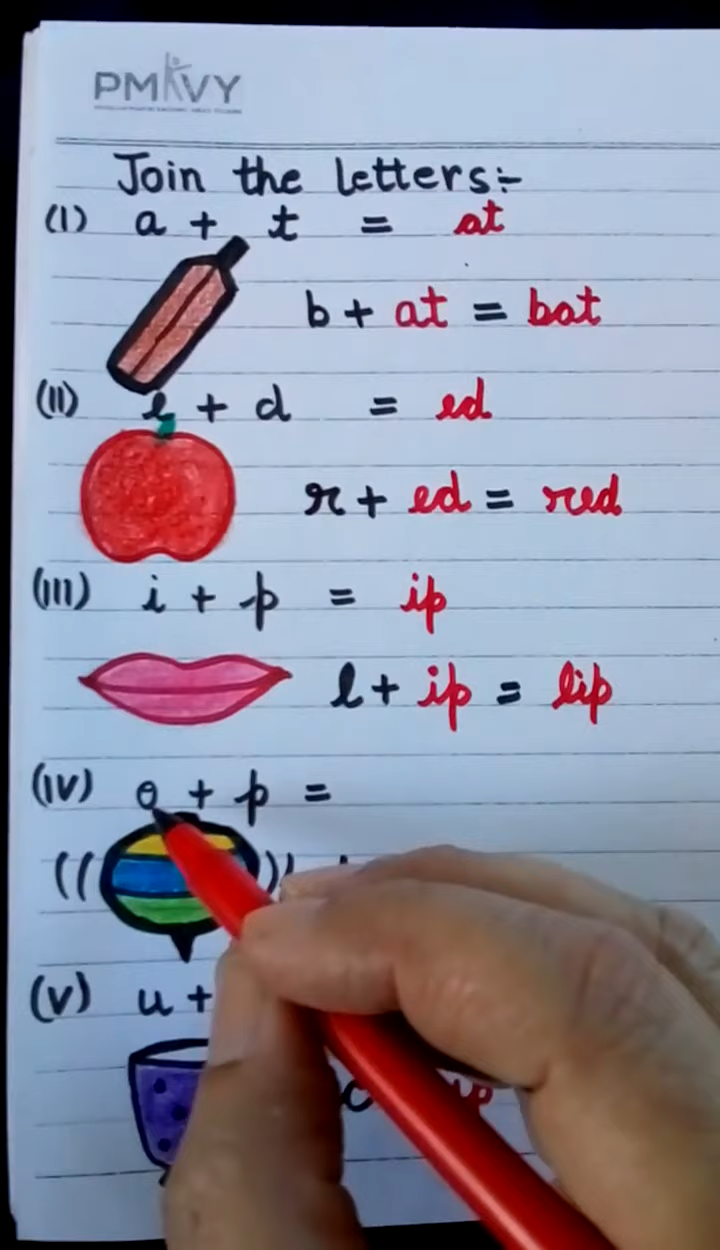 PMKVY
Join the letters:-
(I) a + t = at
b + at = bat
(II) e + d = ed
r + ed = red
(III) i + p = ip
l + ip = lip
(IV) o + p =
(V) u +